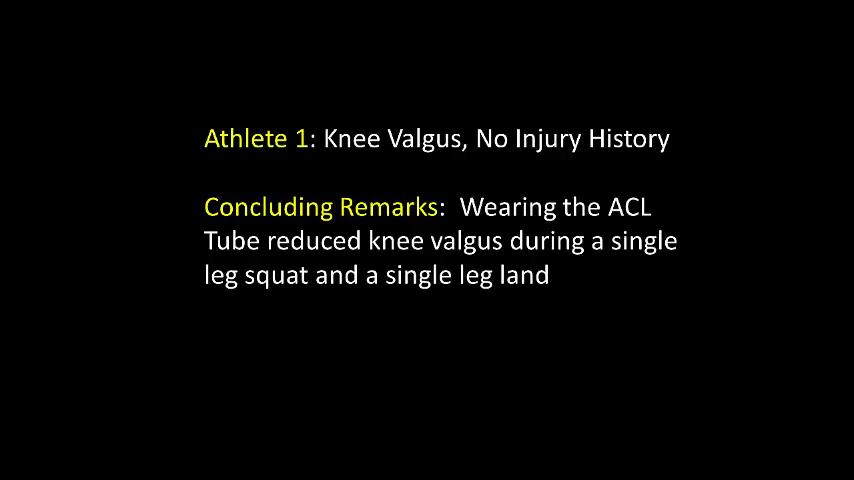 Athlete 1: Knee Valgus, No Injury History
Concluding Remarks:  Wearing the ACL
Tube reduced knee valgus during a single
leg squat and a single leg land